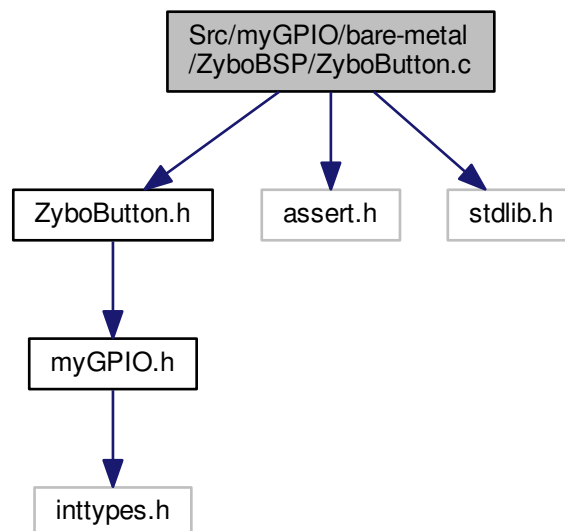 Src/myGPIO/bare-metal
/ZyboBSP/ZyboButton.c
ZyboButton.h
assert.h
stdlib.h
myGPIO.h
inttypes.h